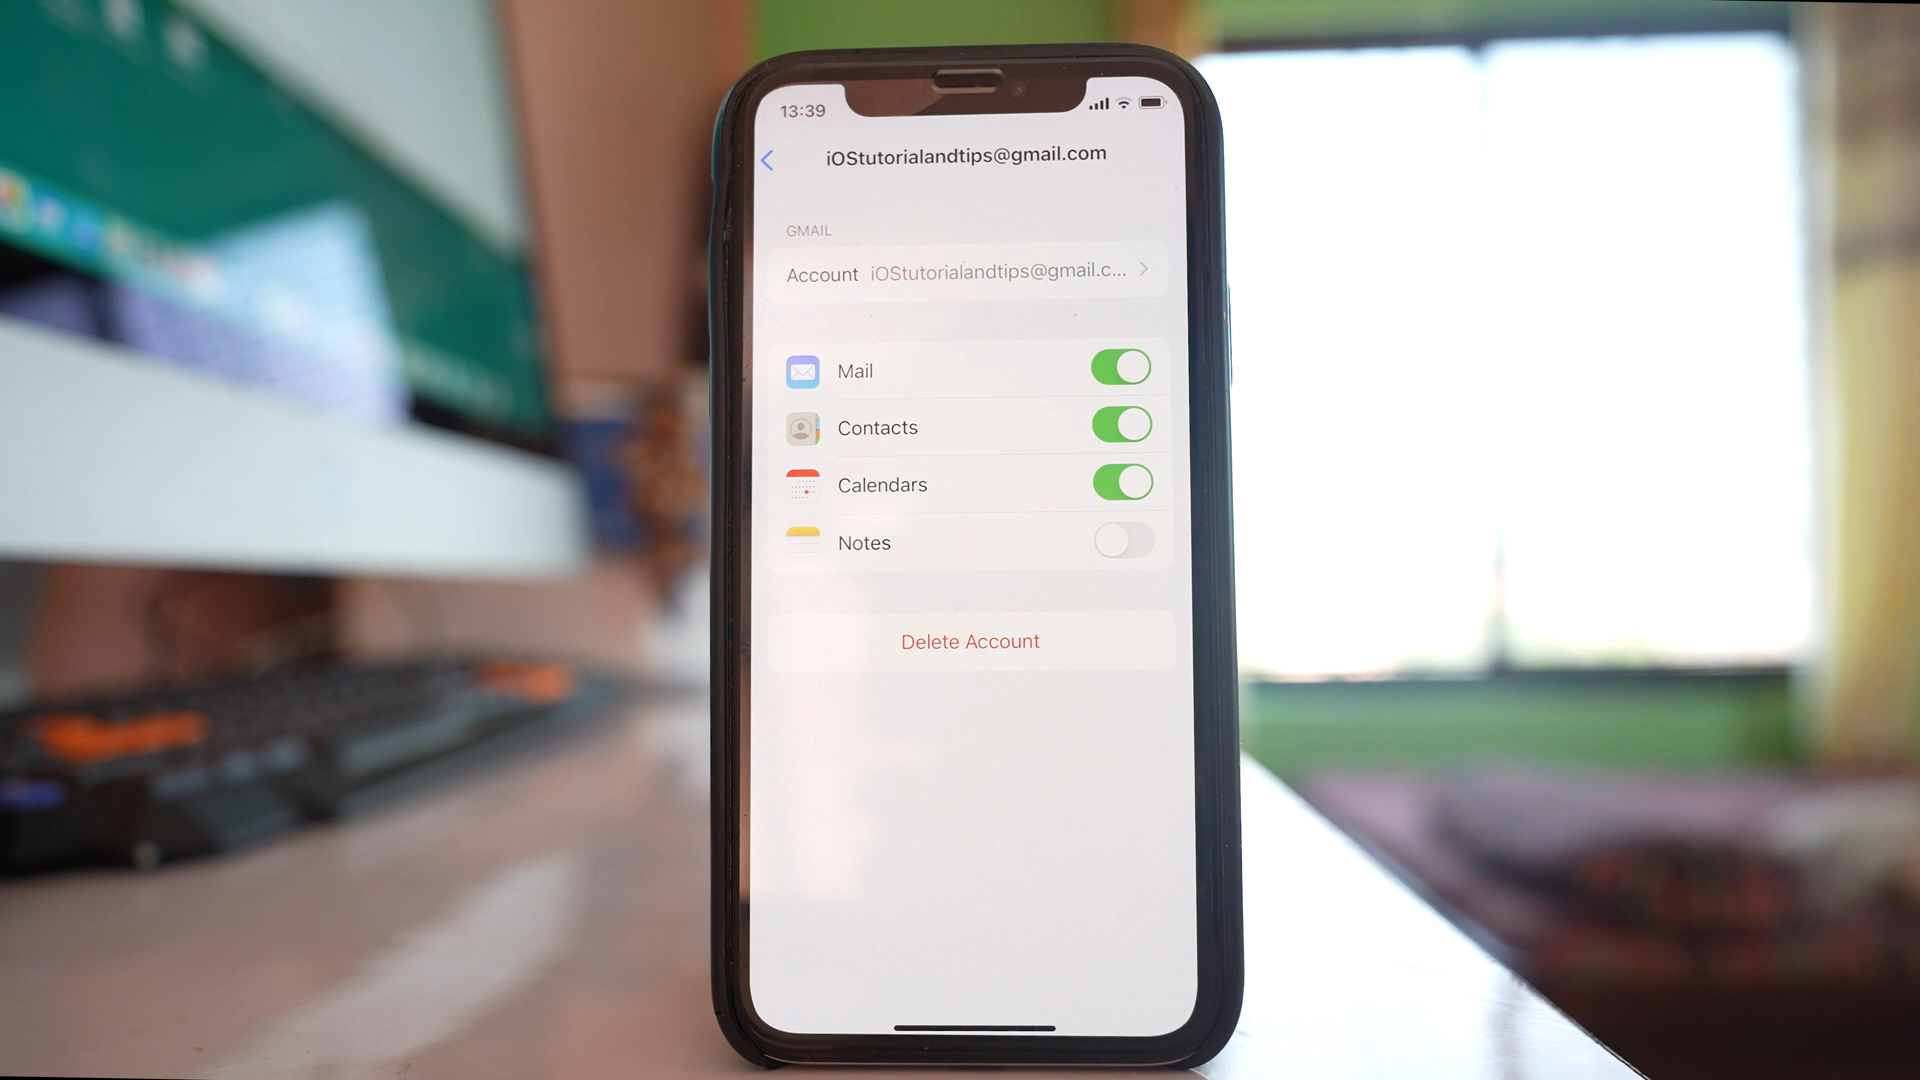 13:39
iOStutorialandtips@gmail.com
GMAIL
Account iOStutorialandtips@gmail.c...
Mail
Contacts
Calendars
Notes
Delete Account